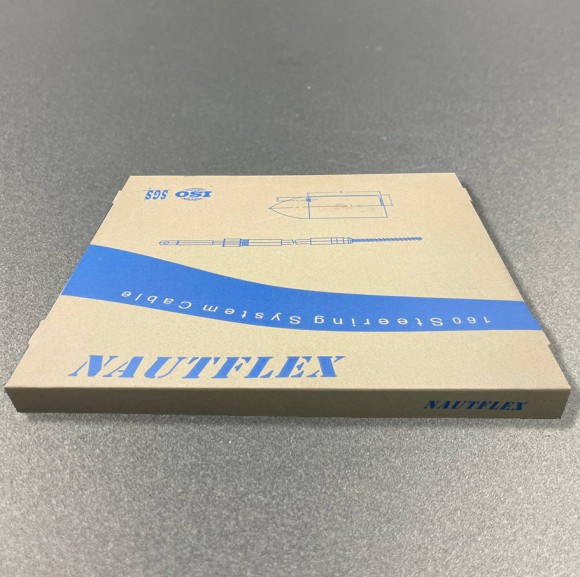 ISO
SGS
160 Steering System Cable
NAUTFLEX
NAUTFLEX